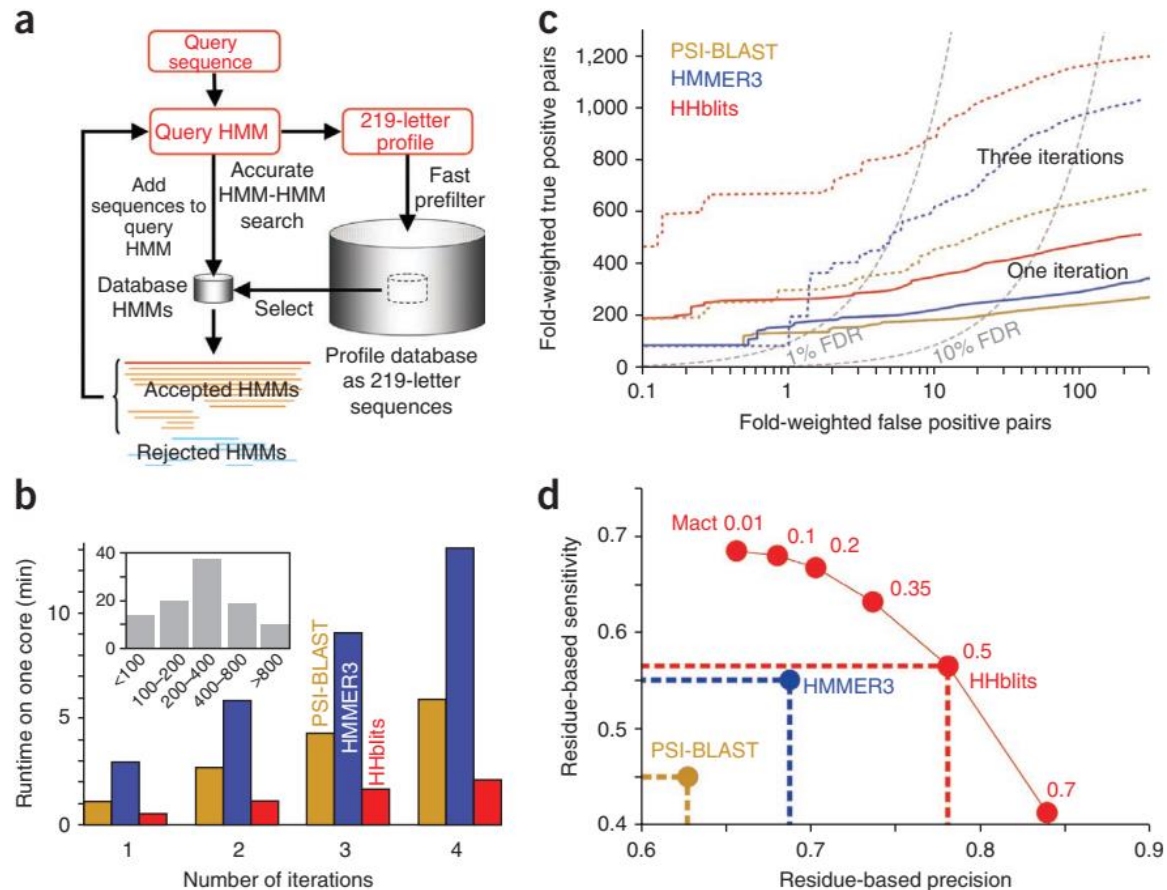 a
Query
sequence
Query HMM
219-letter
profile
Add
sequences to
query
HMM
Accurate
HMM-HMM
search
Fast
prefilter
Database
HMMs
Select
Profile database
as 219-letter
sequences
Accepted HMMs
Rejected HMMs
b
Runtime on one core (min)
10
5
0
40
20
0
<100
100–200
200–400
400–800
>800
PSI-BLAST
HMMER3
HHblits
1 2 3 4
Number of iterations
c
Fold-weighted true positive pairs
1,200
1,000
800
600
400
200
0
PSI-BLAST
HMMER3
HHblits
Three iterations
One iteration
1% FDR
10% FDR
0.1 1 10 100
Fold-weighted false positive pairs
d
Residue-based sensitivity
0.7
0.6
0.5
0.4
Mact 0.01
0.1
0.2
0.35
0.5
HHblits
HMMER3
PSI-BLAST
0.7
0.6 0.7 0.8 0.9
Residue-based precision